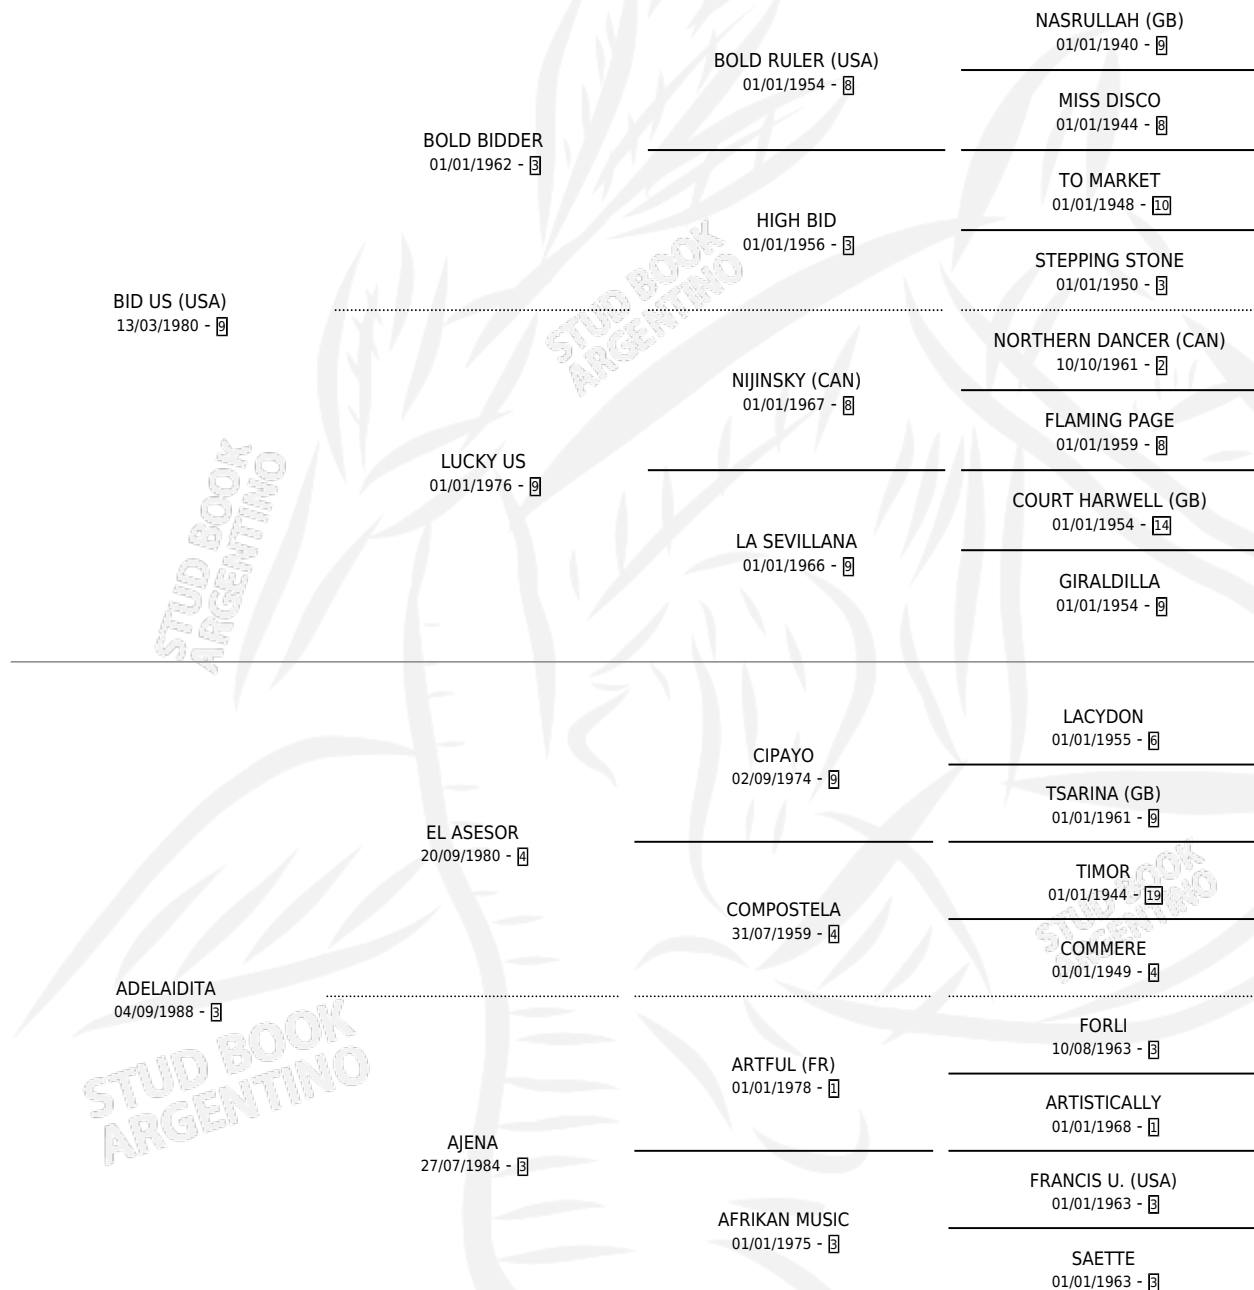 NASRULLAH (GB)
01/01/1940 - 9
BOLD RULER (USA)
01/01/1954 - 8
MISS DISCO
01/01/1944 - 8
BOLD BIDDER
01/01/1962 - 3
TO MARKET
01/01/1948 - 10
HIGH BID
01/01/1956 - 3
STEPPING STONE
01/01/1950 - 3
BID US (USA)
13/03/1980 - 9
NORTHERN DANCER (CAN)
10/10/1961 - 2
NIJINSKY (CAN)
01/01/1967 - 8
FLAMING PAGE
01/01/1959 - 8
LUCKY US
01/01/1976 - 9
COURT HARWELL (GB)
01/01/1954 - 14
LA SEVILLANA
01/01/1966 - 9
GIRALDILLA
01/01/1954 - 9
LACYDON
01/01/1955 - 6
CIPAYO
02/09/1974 - 9
TSARINA (GB)
01/01/1961 - 9
EL ASESOR
20/09/1980 - 4
TIMOR
01/01/1944 - 19
COMPOSTELA
31/07/1959 - 4
COMMERE
01/01/1949 - 4
ADELAIDITA
04/09/1988 - 3
FORLI
10/08/1963 - 3
ARTFUL (FR)
01/01/1978 - 1
ARTISTICALLY
01/01/1968 - 1
AJENA
27/07/1984 - 3
FRANCIS U. (USA)
01/01/1963 - 3
AFRIKAN MUSIC
01/01/1975 - 3
SAETTE
01/01/1963 - 3
STUD BOOK
ARGENTINO
STUD BOOK
ARGENTINO
STUD BOOK
ARGENTINO
STUD BOOK
ARGENTINO